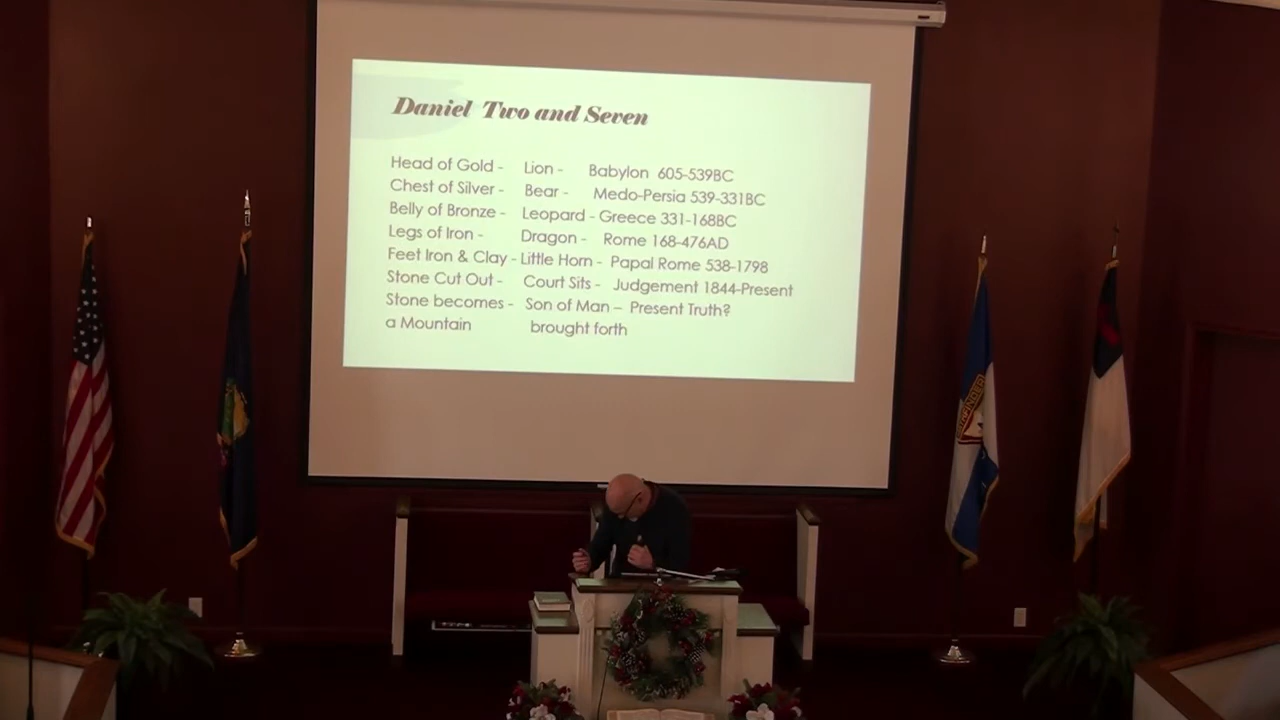 Daniel Two and Seven
Head of Gold - Lion - Babylon 605-539BC
Chest of Silver - Bear - Medo-Persia 539-331BC
Belly of Bronze - Leopard - Greece 331-168BC
Legs of Iron - Dragon - Rome 168-476AD
Feet Iron & Clay - Little Horn - Papal Rome 538-1798
Stone Cut Out - Court Sits - Judgement 1844-Present
Stone becomes - Son of Man – Present Truth?
a Mountain brought forth